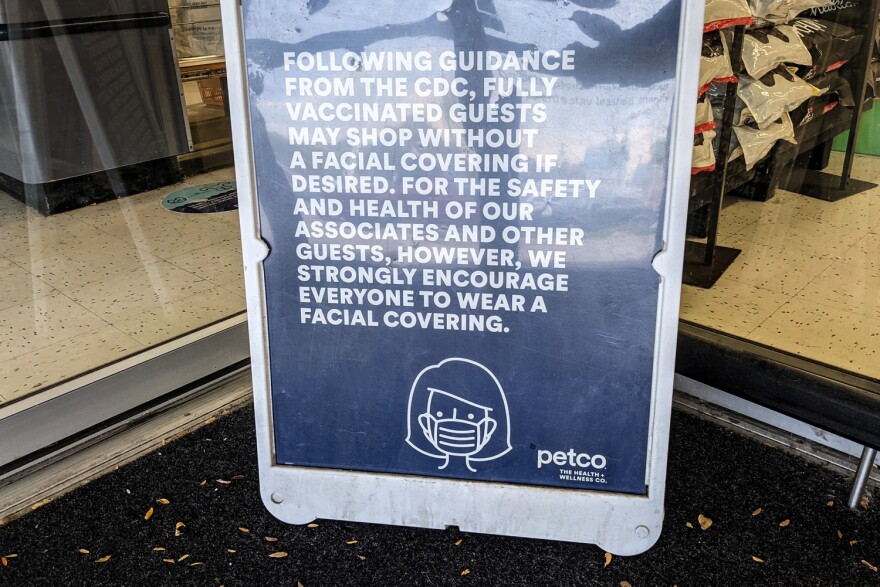 FOLLOWING GUIDANCE
FROM THE CDC, FULLY
VACCINATED GUESTS
MAY SHOP WITHOUT
A FACIAL COVERING IF
DESIRED. FOR THE SAFETY
AND HEALTH OF OUR
ASSOCIATES AND OTHER
GUESTS, HOWEVER, WE
STRONGLY ENCOURAGE
EVERYONE TO WEAR A
FACIAL COVERING.
petco
THE HEALTH +
WELLNESS CO.